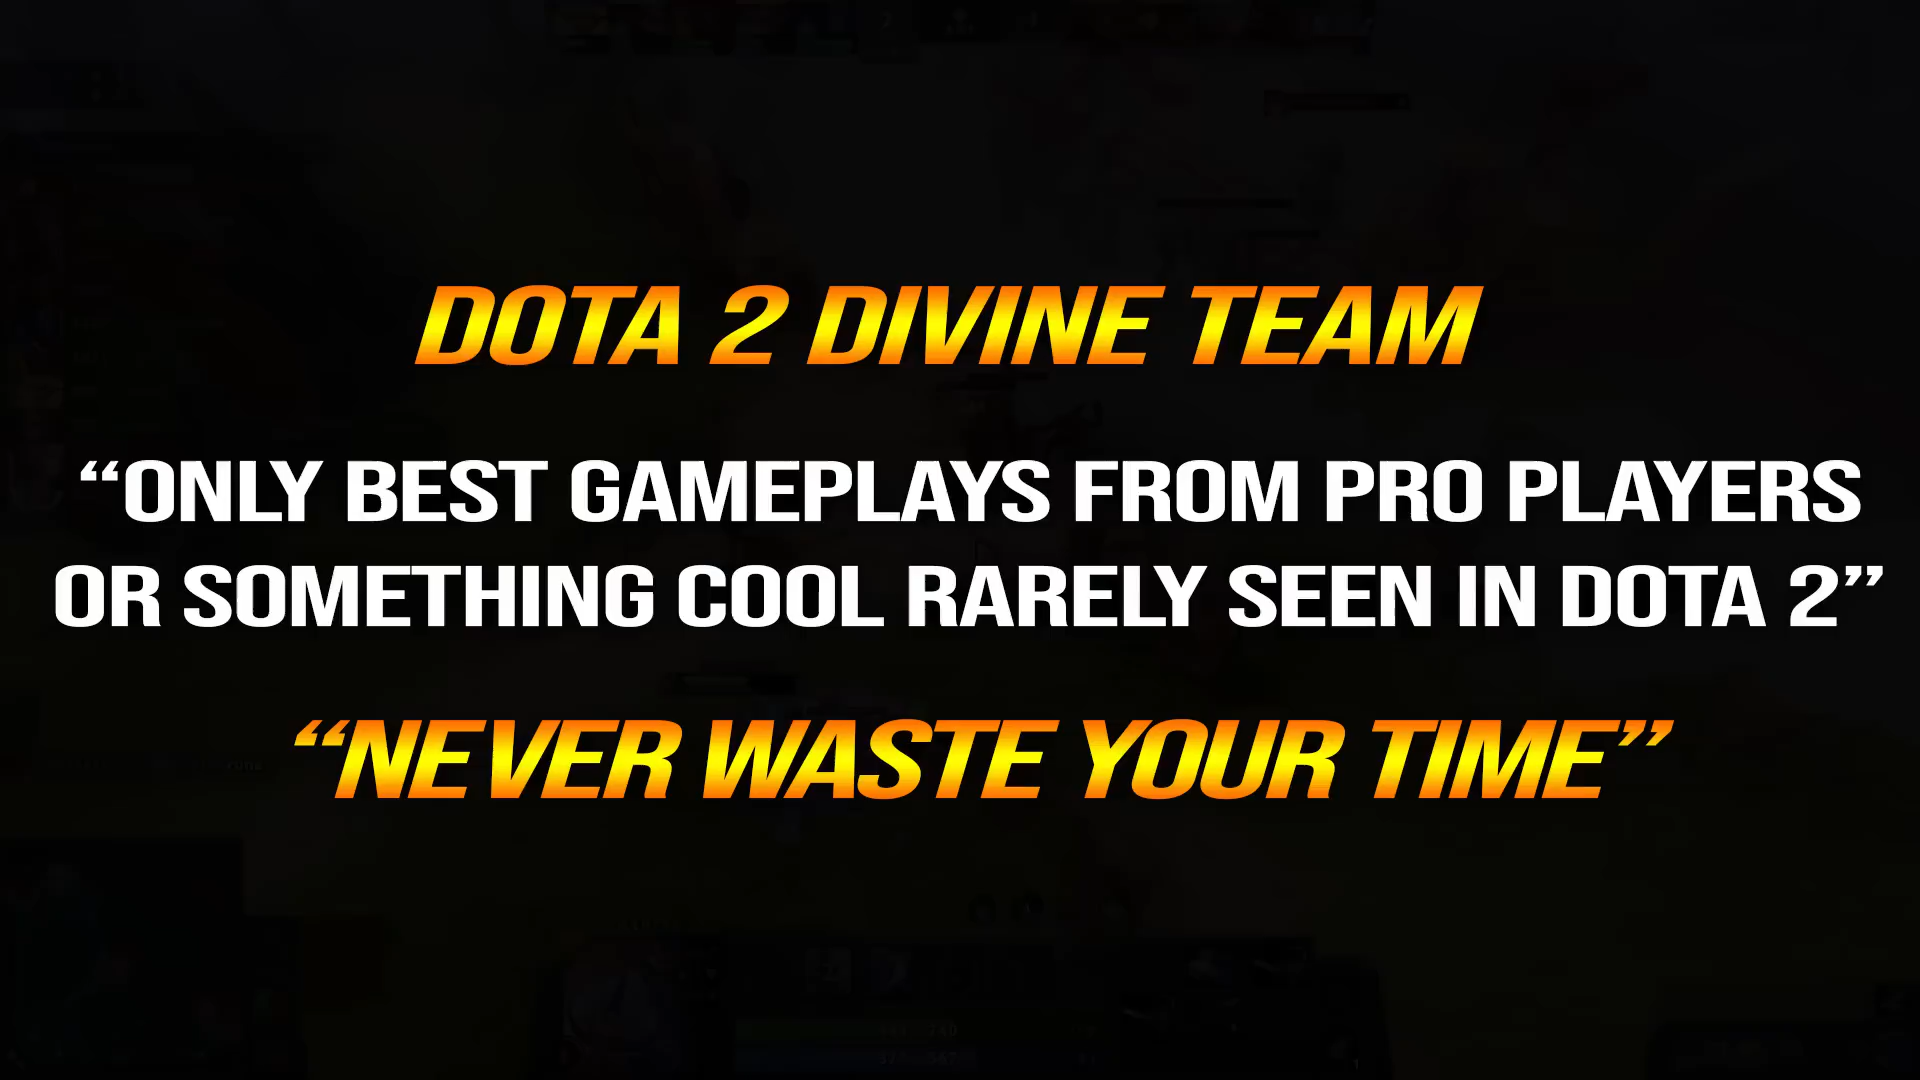 DOTA 2 DIVINE TEAM
“ONLY BEST GAMEPLAYS FROM PRO PLAYERS
OR SOMETHING COOL RARELY SEEN IN DOTA 2”
“NEVER WASTE YOUR TIME”